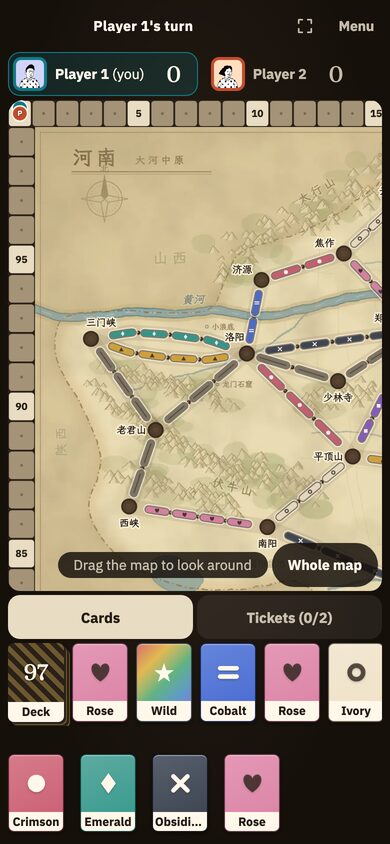 Player 1's turn
Menu
Player 1 (you) 0
Player 2 0
P
5
10
15
河南
大河中原
北
太行山
山西
焦作
济源
95
黄河
小浪底
三门峡
洛阳
龙门石窟
少林寺
90
老君山
陕西
平顶山
伏牛山
西峡
南阳
85
Drag the map to look around
Whole map
Cards
Tickets (0/2)
97
Deck
Rose
Wild
Cobalt
Rose
Ivory
Crimson
Emerald
Obsidi...
Rose